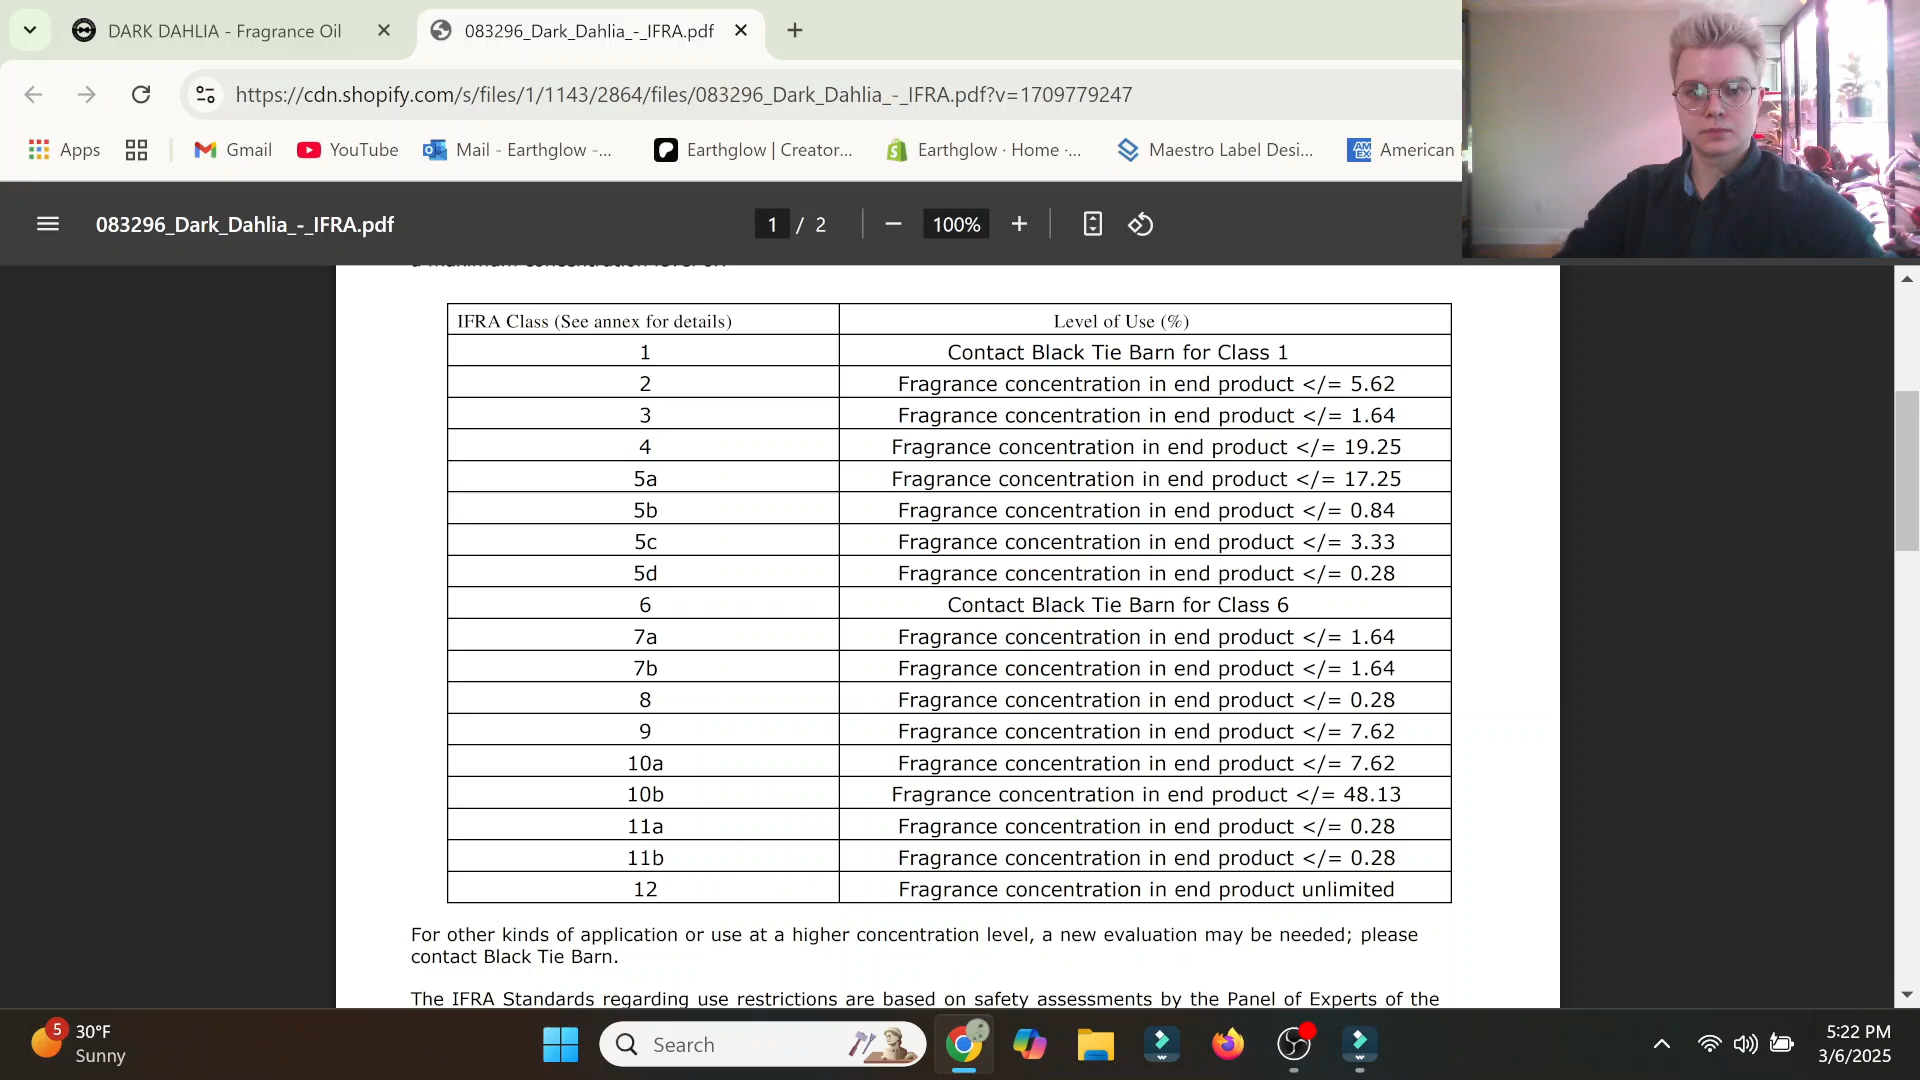 DARK DAHLIA - Fragrance Oil
083296_Dark_Dahlia_-_IFRA.pdf
https://cdn.shopify.com/s/files/1/1143/2864/files/083296_Dark_Dahlia_-_IFRA.pdf?v=1709779247
Apps
Gmail
YouTube
Mail - Earthglow -...
Earthglow | Creator...
Earthglow · Home ·...
Maestro Label Desi...
AM EX
American
083296_Dark_Dahlia_-_IFRA.pdf
1 / 2
100%
a maximum concentration level of:
IFRA Class (See annex for details) Level of Use (%)
1 Contact Black Tie Barn for Class 1
2 Fragrance concentration in end product </= 5.62
3 Fragrance concentration in end product </= 1.64
4 Fragrance concentration in end product </= 19.25
5a Fragrance concentration in end product </= 17.25
5b Fragrance concentration in end product </= 0.84
5c Fragrance concentration in end product </= 3.33
5d Fragrance concentration in end product </= 0.28
6 Contact Black Tie Barn for Class 6
7a Fragrance concentration in end product </= 1.64
7b Fragrance concentration in end product </= 1.64
8 Fragrance concentration in end product </= 0.28
9 Fragrance concentration in end product </= 7.62
10a Fragrance concentration in end product </= 7.62
10b Fragrance concentration in end product </= 48.13
11a Fragrance concentration in end product </= 0.28
11b Fragrance concentration in end product </= 0.28
12 Fragrance concentration in end product unlimited
For other kinds of application or use at a higher concentration level, a new evaluation may be needed; please
contact Black Tie Barn.
The IFRA Standards regarding use restrictions are based on safety assessments by the Panel of Experts of the
5
30°F
Sunny
Search
5:22 PM
3/6/2025